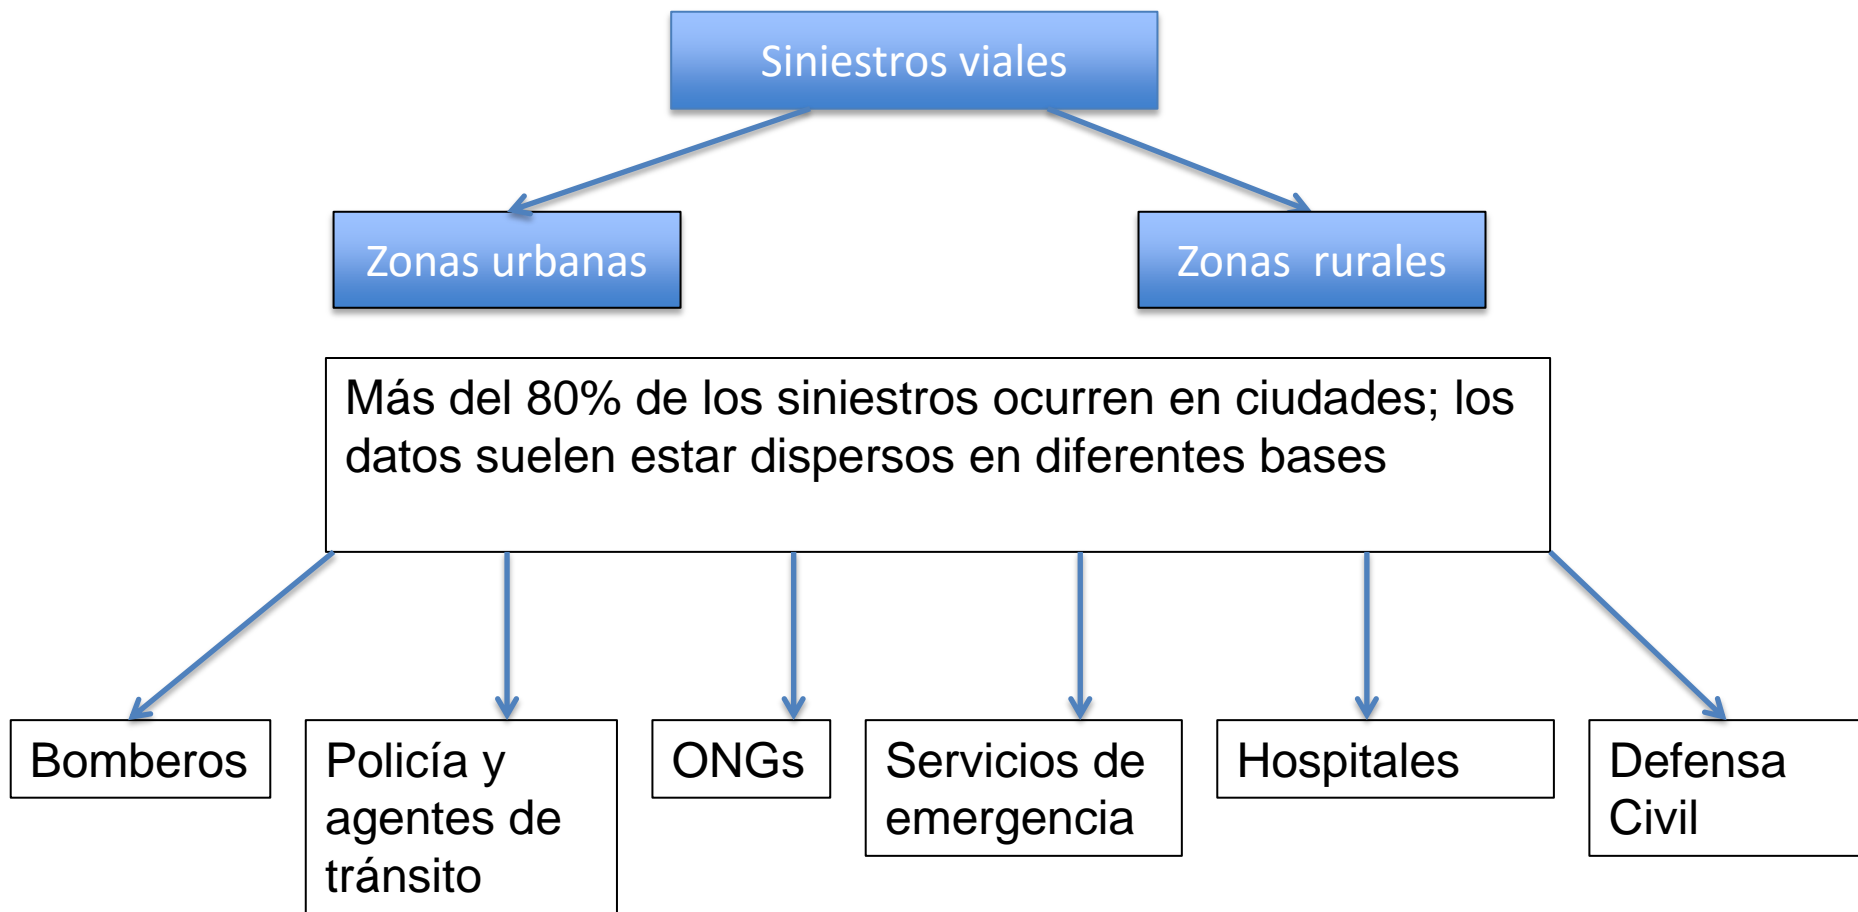 Siniestros viales
Zonas urbanas
Zonas rurales
Más del 80% de los siniestros ocurren en ciudades; los
datos suelen estar dispersos en diferentes bases
Bomberos
Policía y
agentes de
tránsito
ONGs
Servicios de
emergencia
Hospitales
Defensa
Civil